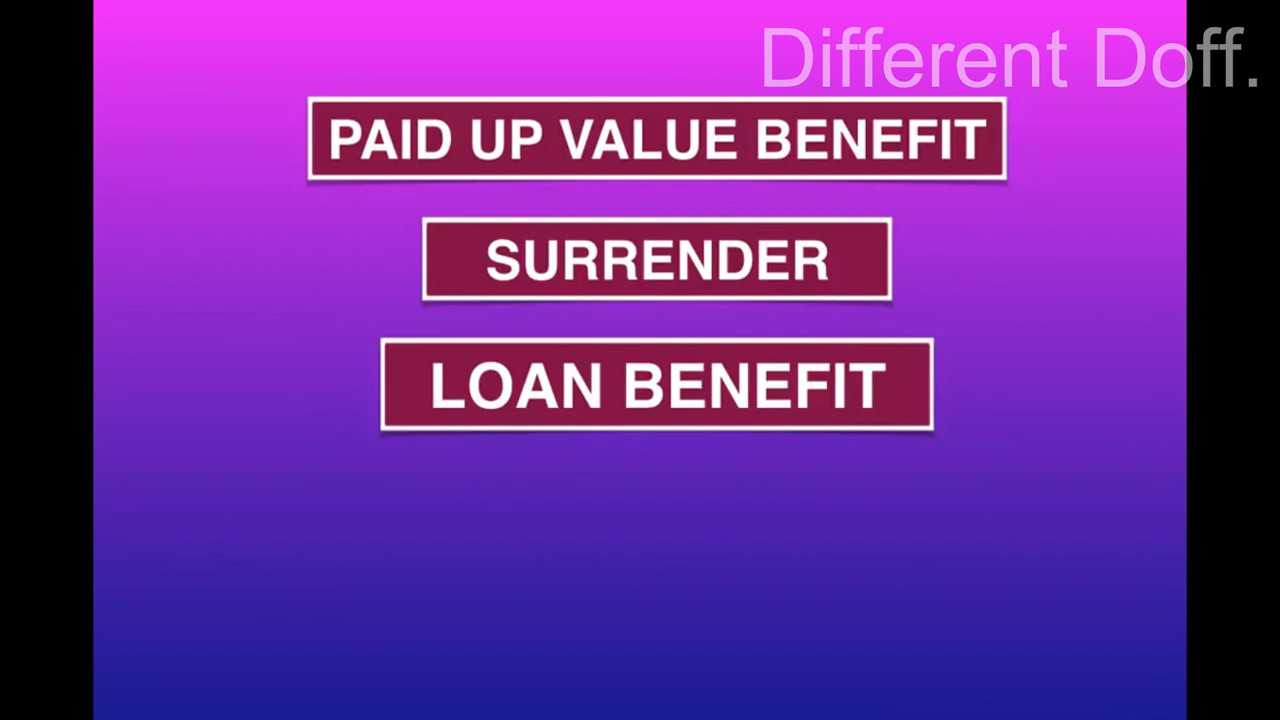 Different Doff.
PAID UP VALUE BENEFIT
SURRENDER
LOAN BENEFIT